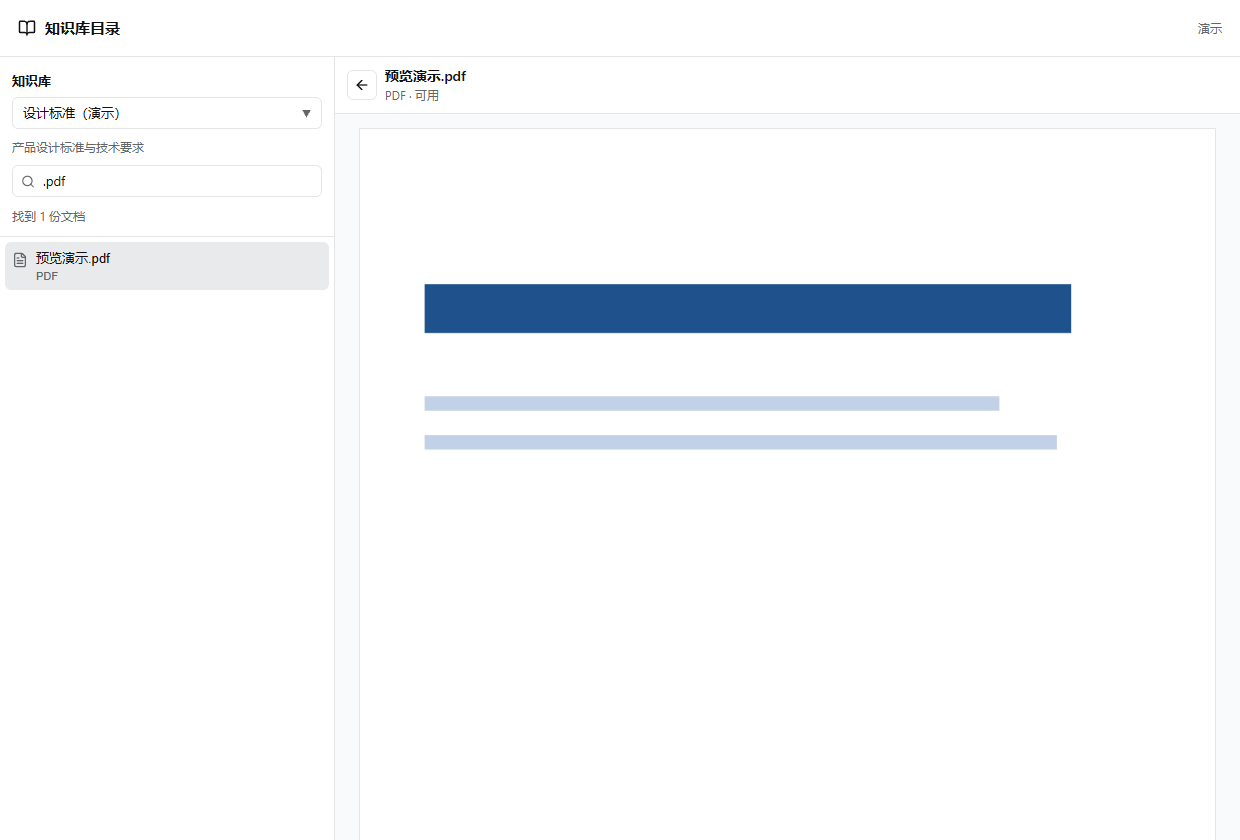 知识库目录
演示
知识库
设计标准（演示）
产品设计标准与技术要求
.pdf
找到 1 份文档
预览演示.pdf
PDF
预览演示.pdf
PDF · 可用